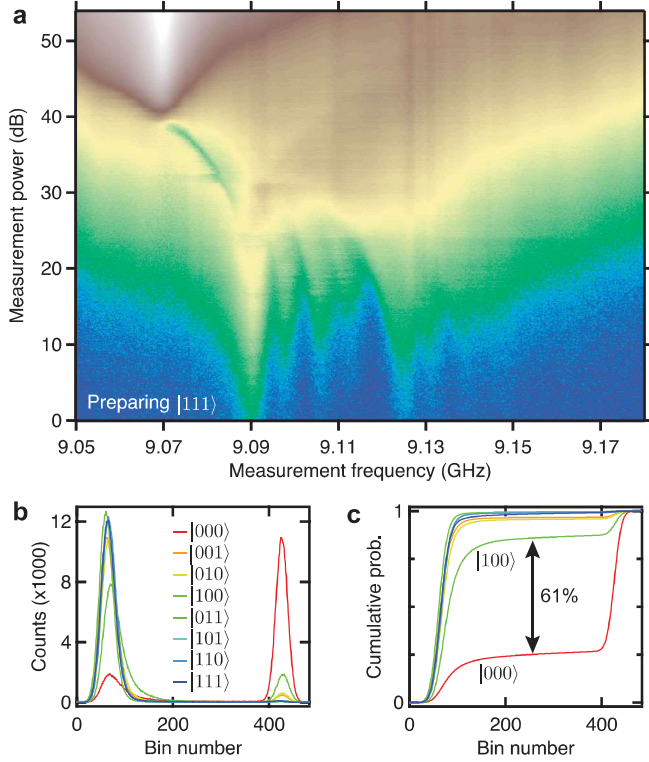 a
Measurement power (dB)
50
40
30
20
10
0
Preparing |111⟩
9.05 9.07 9.09 9.11 9.13 9.15 9.17
Measurement frequency (GHz)
b
Counts (x1000)
12
8
4
0
|000⟩
|001⟩
|010⟩
|100⟩
|011⟩
|101⟩
|110⟩
|111⟩
0 200 400
Bin number
c
Cumulative prob.
1
0
|100⟩
61%
|000⟩
0 200 400
Bin number